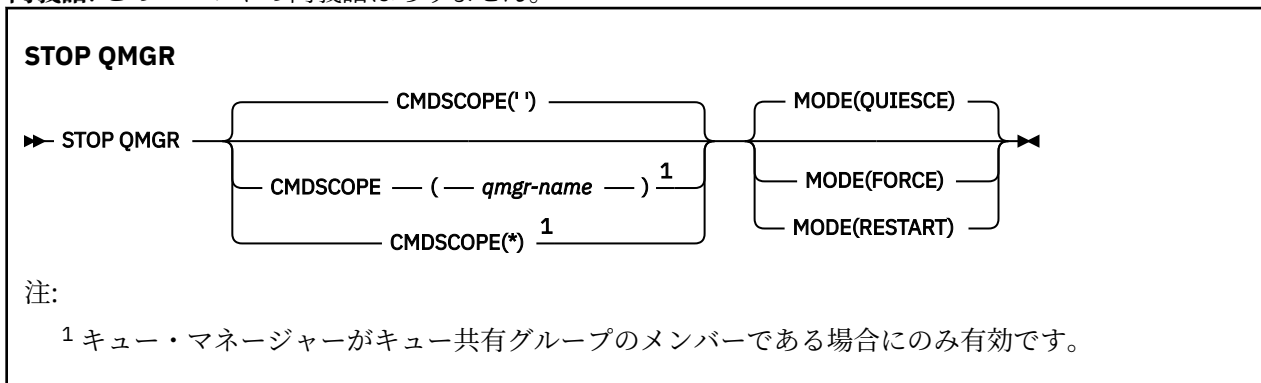 STOP QMGR
CMDSCOPE(' ') MODE(QUIESCE)
STOP QMGR
CMDSCOPE ( qmgr-name ) 1 MODE(FORCE)
CMDSCOPE(*) 1 MODE(RESTART)
注:
1 キュー・マネージャーがキュー共有グループのメンバーである場合にのみ有効です。